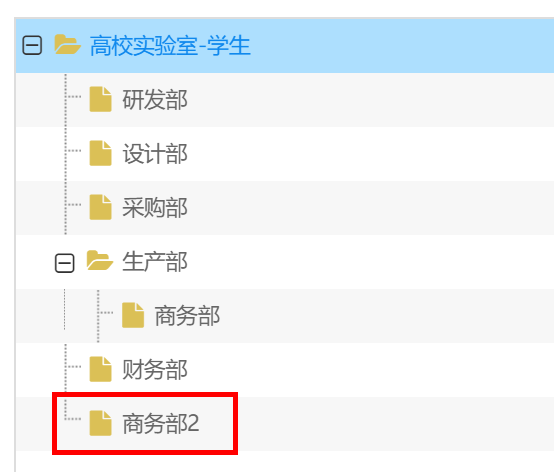 高校实验室-学生
研发部
设计部
采购部
生产部
商务部
财务部
商务部2